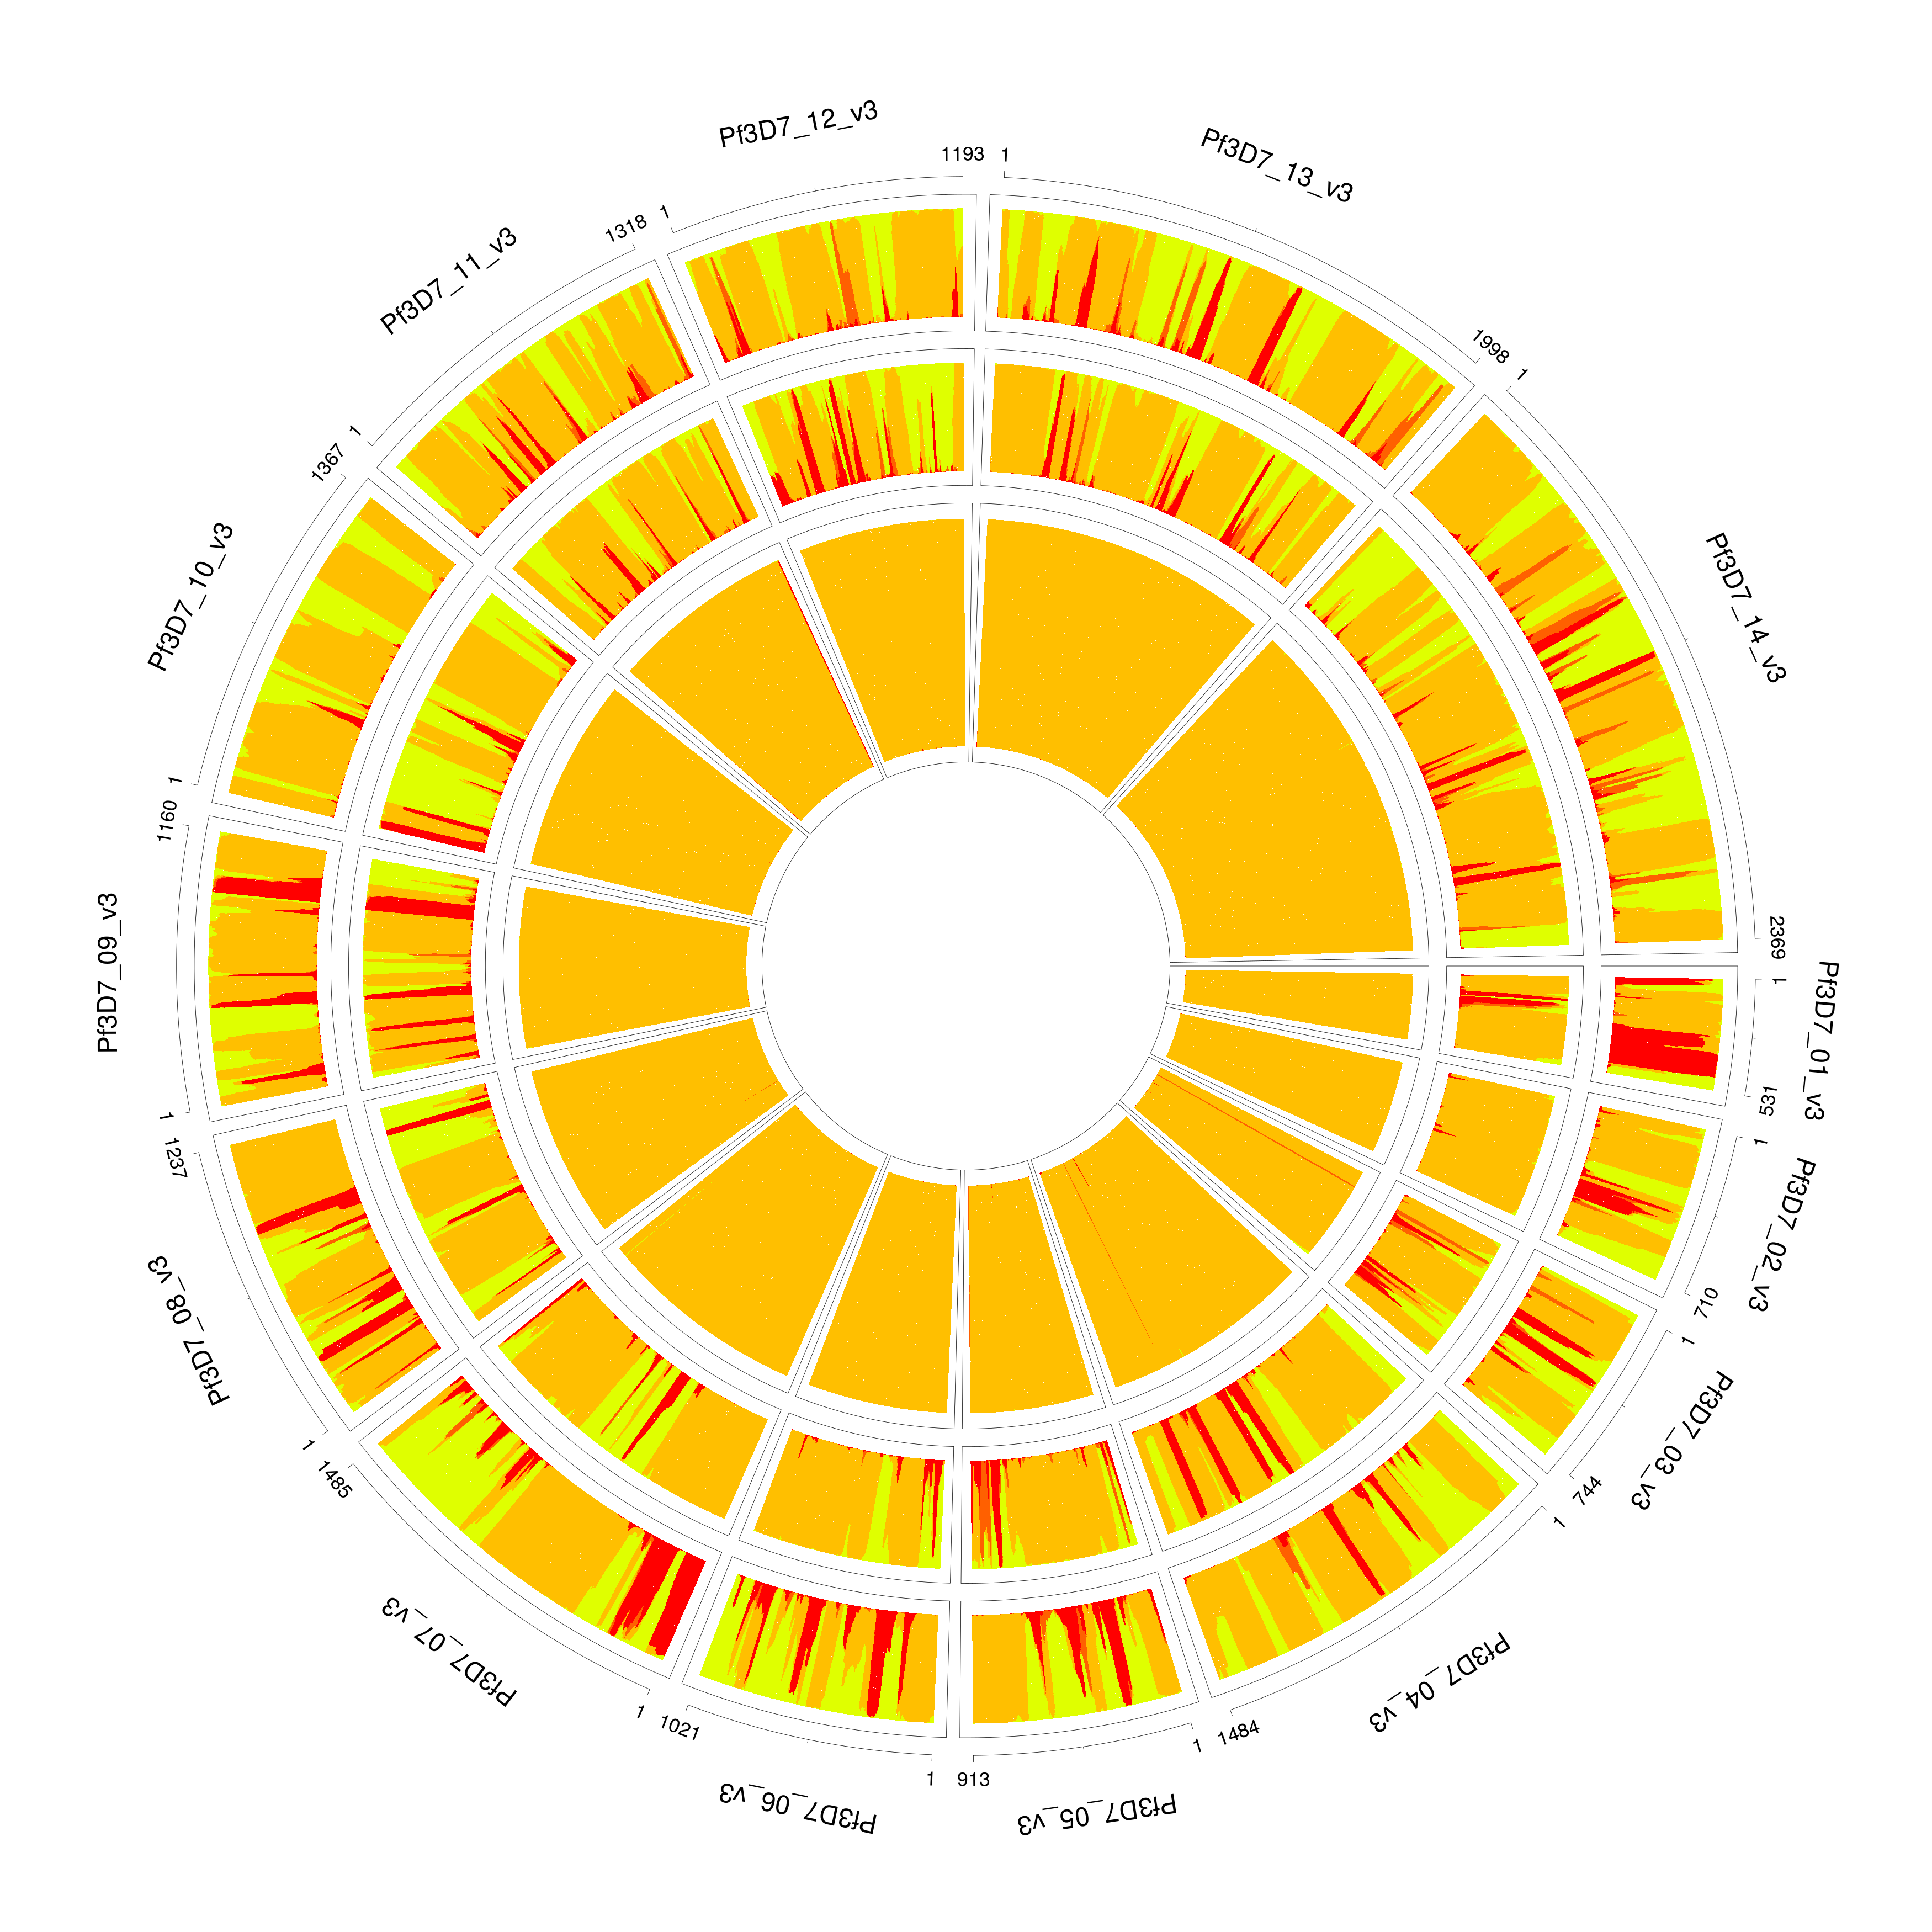 Pf3D7_01_v3
1
531
Pf3D7_02_v3
1
710
Pf3D7_03_v3
1
744
Pf3D7_04_v3
1
1484
Pf3D7_05_v3
1
913
Pf3D7_06_v3
1
1021
Pf3D7_07_v3
1
1485
Pf3D7_08_v3
1
1237
Pf3D7_09_v3
1
1160
Pf3D7_10_v3
1
1367
Pf3D7_11_v3
1
1318
Pf3D7_12_v3
1
1193
Pf3D7_13_v3
1
1998
Pf3D7_14_v3
1
2369